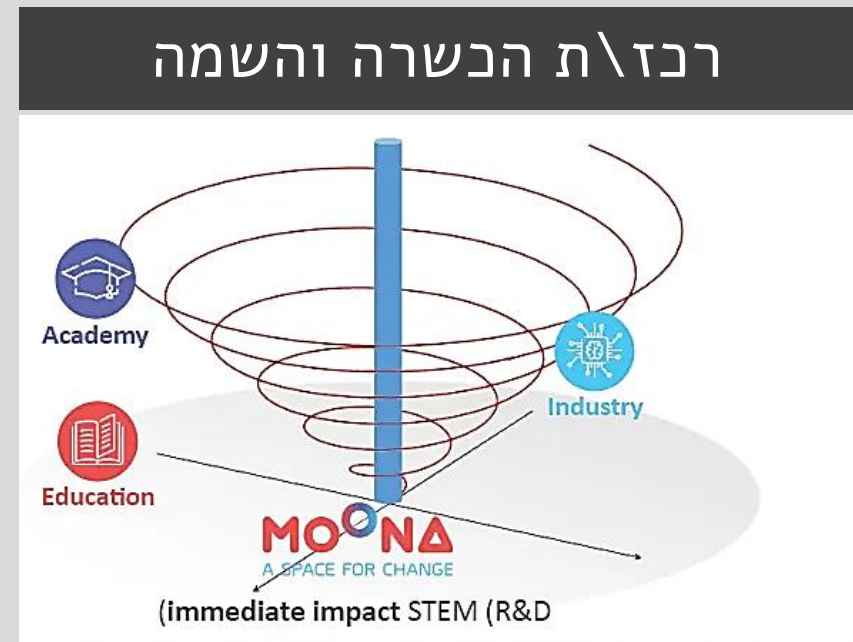 רכז\ת הכשרה והשמה
Academy
Industry
Education
MOONA
A SPACE FOR CHANGE
(immediate impact STEM (R&D